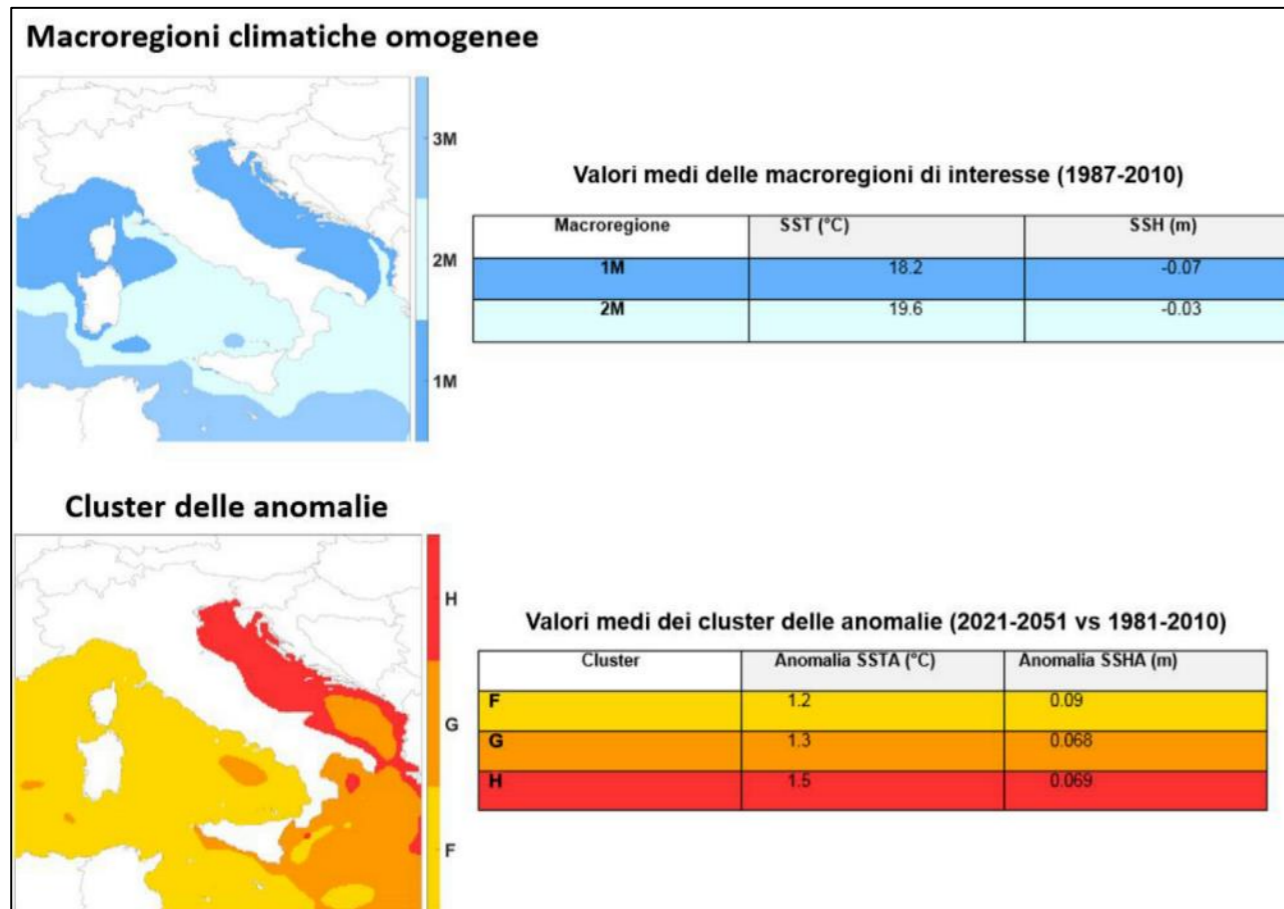 Macroregioni climatiche omogenee
3M
2M
1M
Valori medi delle macroregioni di interesse (1987-2010)
Macroregione SST (°C) SSH (m)
1M 18.2 -0.07
2M 19.6 -0.03
Cluster delle anomalie
H
G
F
Valori medi dei cluster delle anomalie (2021-2051 vs 1981-2010)
Cluster Anomalia SSTA (°C) Anomalia SSHA (m)
F 1.2 0.09
G 1.3 0.068
H 1.5 0.069